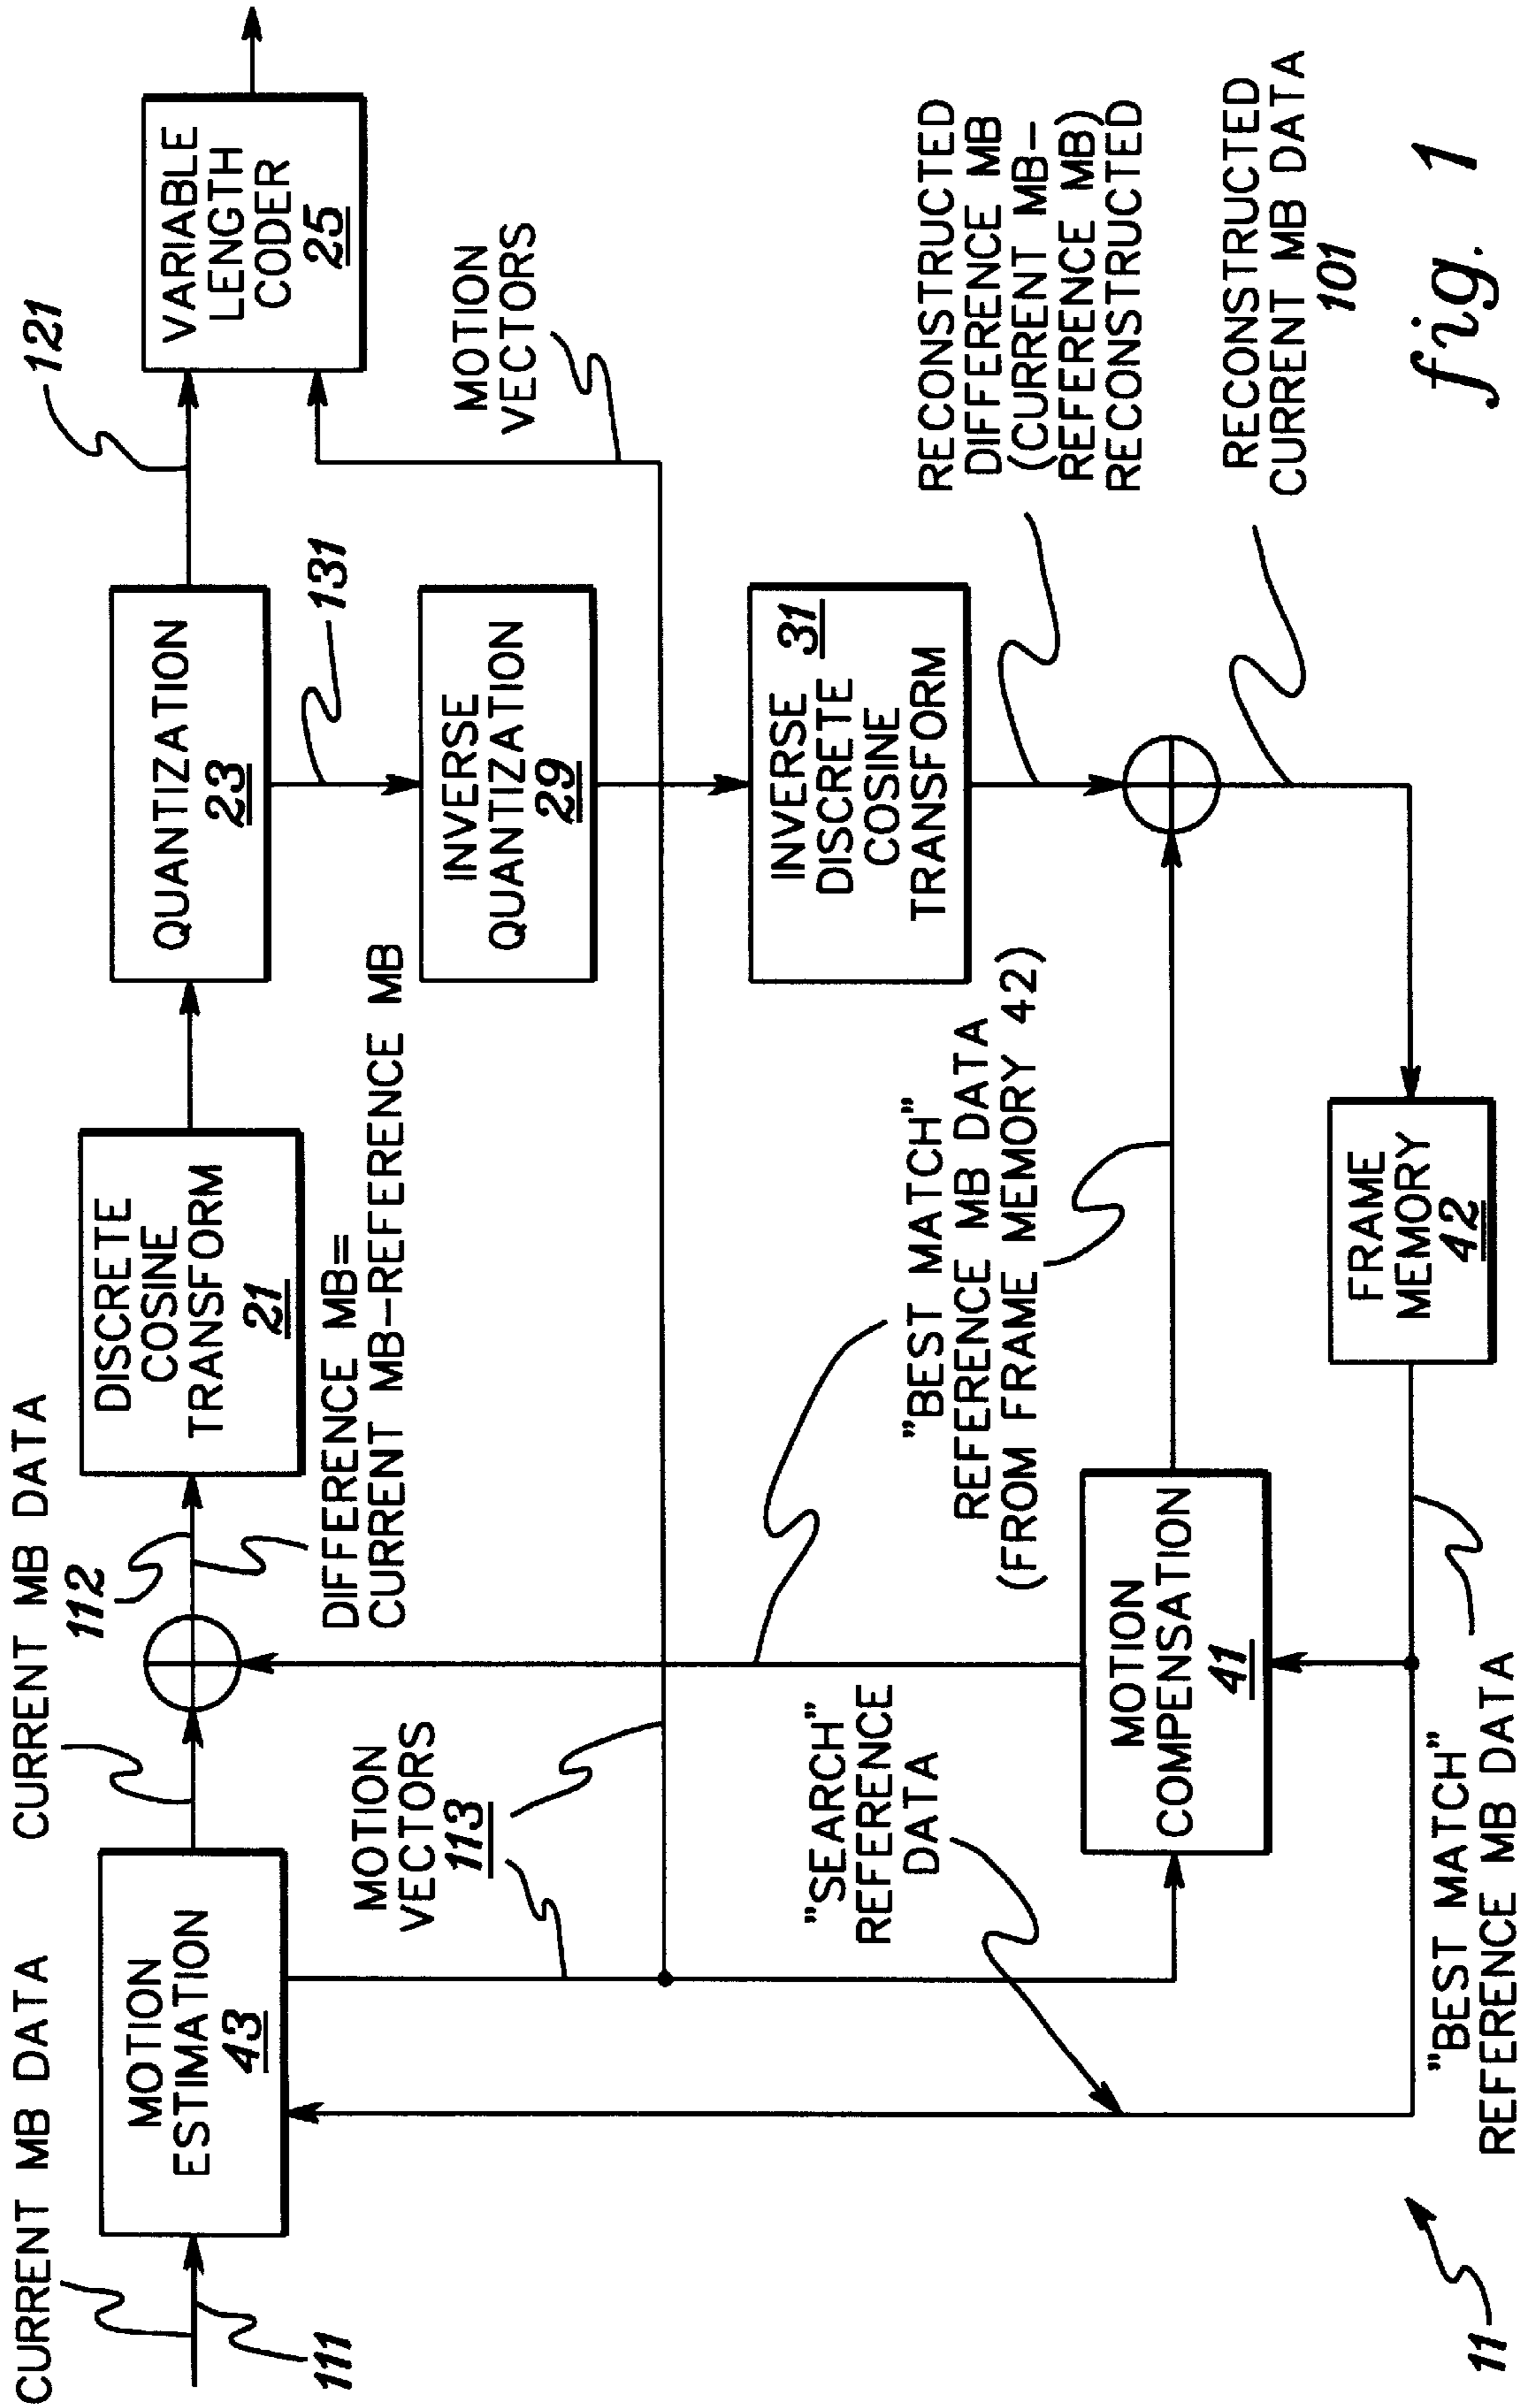 CURRENT MB DATA
111
MOTION
ESTIMATION
43
CURRENT MB DATA
112
DISCRETE
COSINE
TRANSFORM
21
DIFFERENCE MB=
CURRENT MB-REFERENCE MB
QUANTIZATION
23
121
VARIABLE
LENGTH
CODER
25
131
INVERSE
QUANTIZATION
29
MOTION
VECTORS
MOTION
VECTORS
113
INVERSE
DISCRETE
COSINE
TRANSFORM
31
"SEARCH"
REFERENCE
DATA
MOTION
COMPENSATION
41
"BEST MATCH"
REFERENCE MB DATA
(FROM FRAME MEMORY 42)
RECONSTRUCTED
DIFFERENCE MB
(CURRENT MB-
REFERENCE MB)
RECONSTRUCTED
RECONSTRUCTED
CURRENT MB DATA
101
FRAME
MEMORY
42
"BEST MATCH"
REFERENCE MB DATA
11
fig. 1